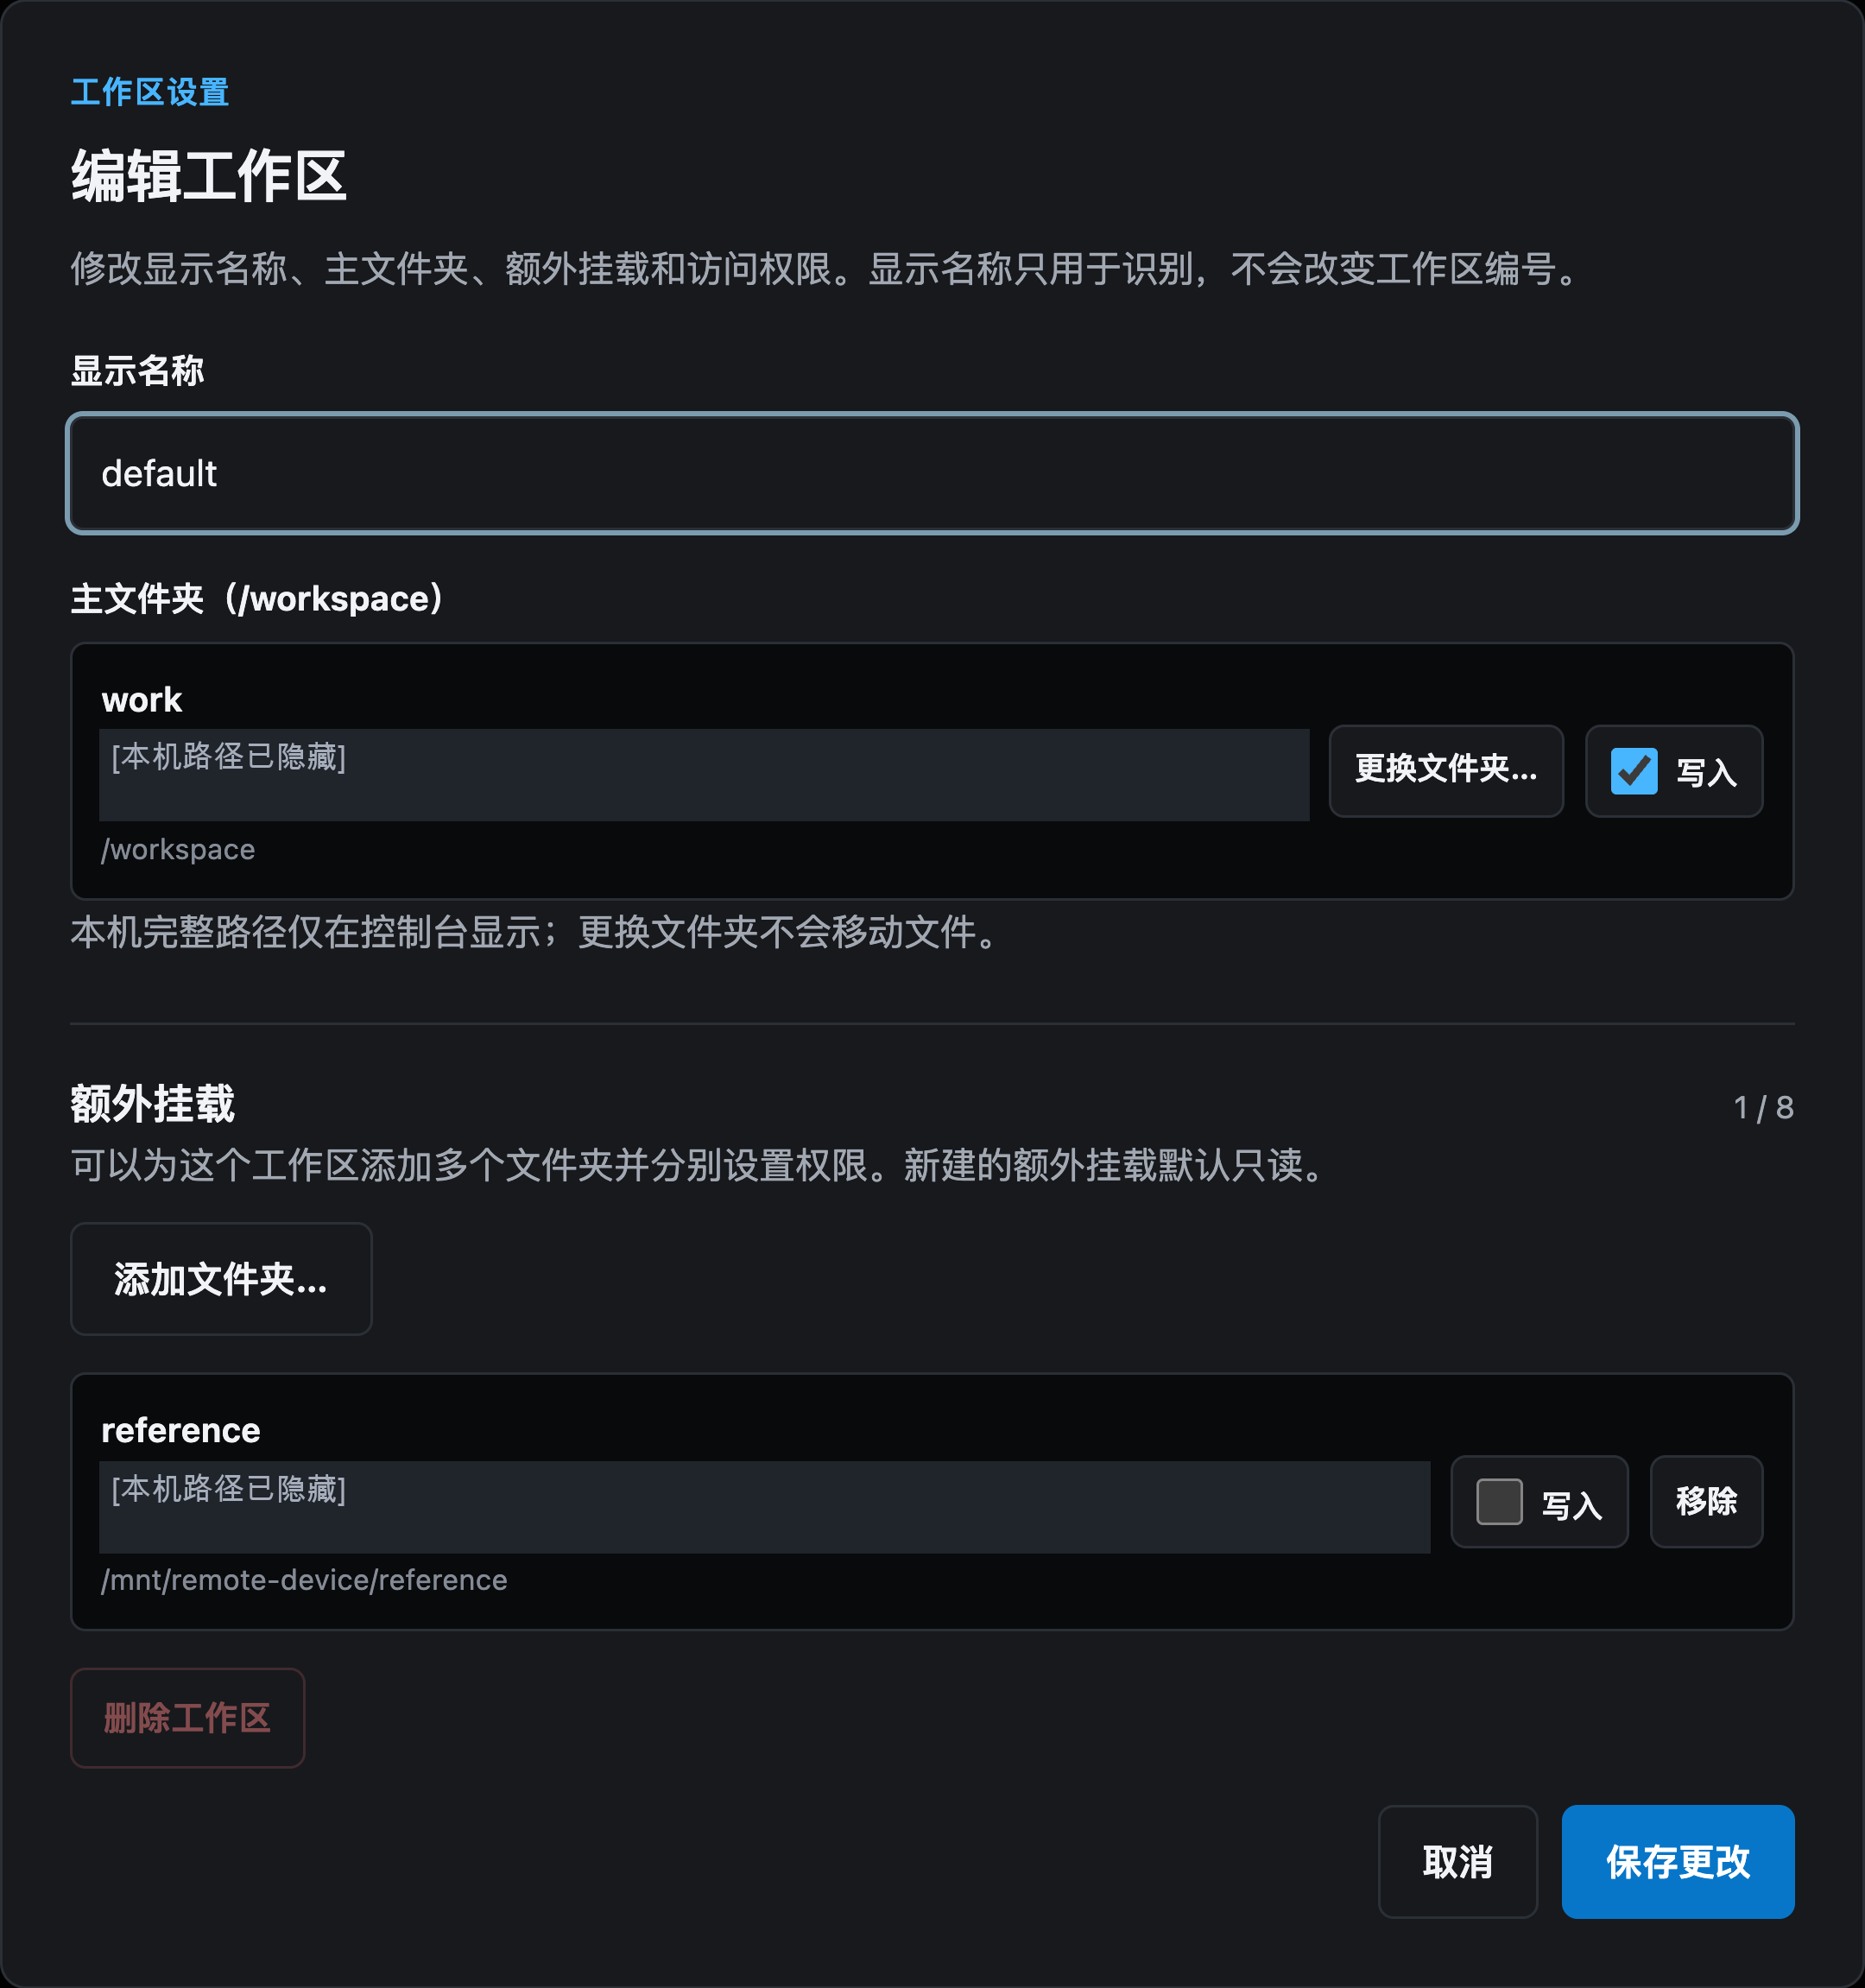 工作区设置
编辑工作区
修改显示名称、主文件夹、额外挂载和访问权限。显示名称只用于识别，不会改变工作区编号。
显示名称
default
主文件夹（/workspace）
work
[本机路径已隐藏]
更换文件夹...
写入
/workspace
本机完整路径仅在控制台显示；更换文件夹不会移动文件。
额外挂载
1 / 8
可以为这个工作区添加多个文件夹并分别设置权限。新建的额外挂载默认只读。
添加文件夹...
reference
[本机路径已隐藏]
写入
移除
/mnt/remote-device/reference
删除工作区
取消
保存更改